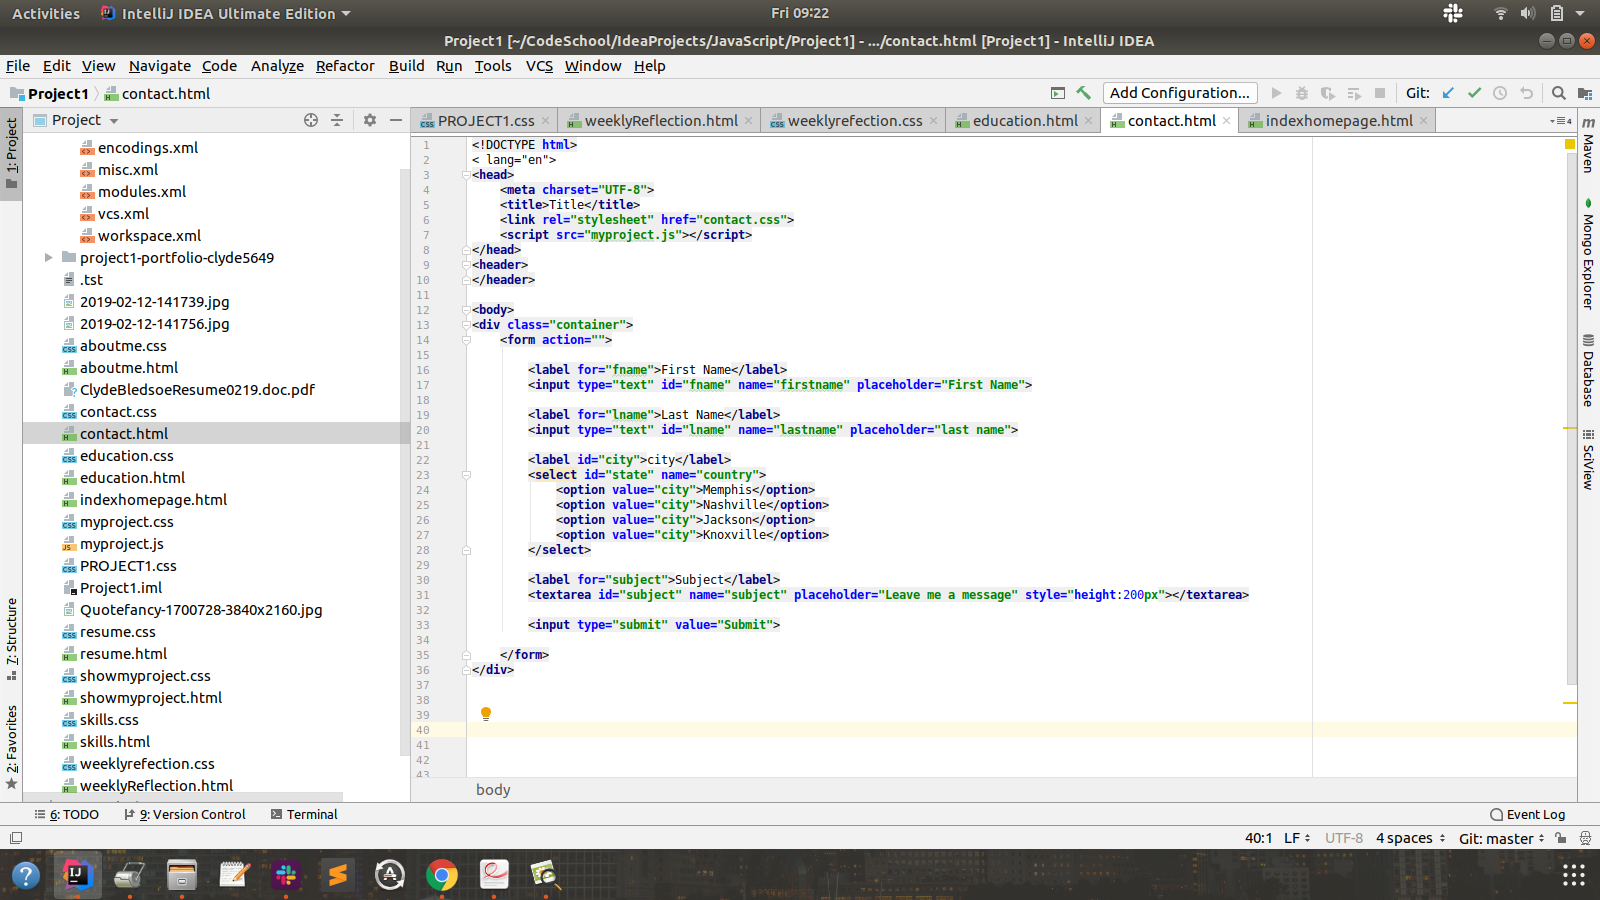 Activities
IntelliJ IDEA Ultimate Edition
Fri 09:22
Project1 [~/CodeSchool/IdeaProjects/JavaScript/Project1] - .../contact.html [Project1] - IntelliJ IDEA
File Edit View Navigate Code Analyze Refactor Build Run Tools VCS Window Help
Project1 contact.html
Add Configuration...
Git:
1: Project
7: Structure
2: Favorites
Project
encodings.xml
misc.xml
modules.xml
vcs.xml
workspace.xml
project1-portfolio-clyde5649
.tst
2019-02-12-141739.jpg
2019-02-12-141756.jpg
aboutme.css
aboutme.html
ClydeBledsoeResume0219.doc.pdf
contact.css
contact.html
education.css
education.html
indexhomepage.html
myproject.css
myproject.js
PROJECT1.css
Project1.iml
Quotefancy-1700728-3840x2160.jpg
resume.css
resume.html
showmyproject.css
showmyproject.html
skills.css
skills.html
weeklyrefection.css
weeklyReflection.html
PROJECT1.css weeklyReflection.html weeklyrefection.css education.html contact.html indexhomepage.html
4
1 <!DOCTYPE html>
2 < lang="en">
3 <head>
4 <meta charset="UTF-8">
5 <title>Title</title>
6 <link rel="stylesheet" href="contact.css">
7 <script src="myproject.js"></script>
8 </head>
9 <header>
10 </header>
11
12 <body>
13 <div class="container">
14 <form action="">
15
16 <label for="fname">First Name</label>
17 <input type="text" id="fname" name="firstname" placeholder="First Name">
18
19 <label for="lname">Last Name</label>
20 <input type="text" id="lname" name="lastname" placeholder="last name">
21
22 <label id="city">city</label>
23 <select id="state" name="country">
24 <option value="city">Memphis</option>
25 <option value="city">Nashville</option>
26 <option value="city">Jackson</option>
27 <option value="city">Knoxville</option>
28 </select>
29
30 <label for="subject">Subject</label>
31 <textarea id="subject" name="subject" placeholder="Leave me a message" style="height:200px"></textarea>
32
33 <input type="submit" value="Submit">
34
35 </form>
36 </div>
37
38
39
40
41
42
43
body
Maven
Mongo Explorer
Database
SciView
6: TODO
9: Version Control
Terminal
Event Log
40:1 LF UTF-8 4 spaces Git: master